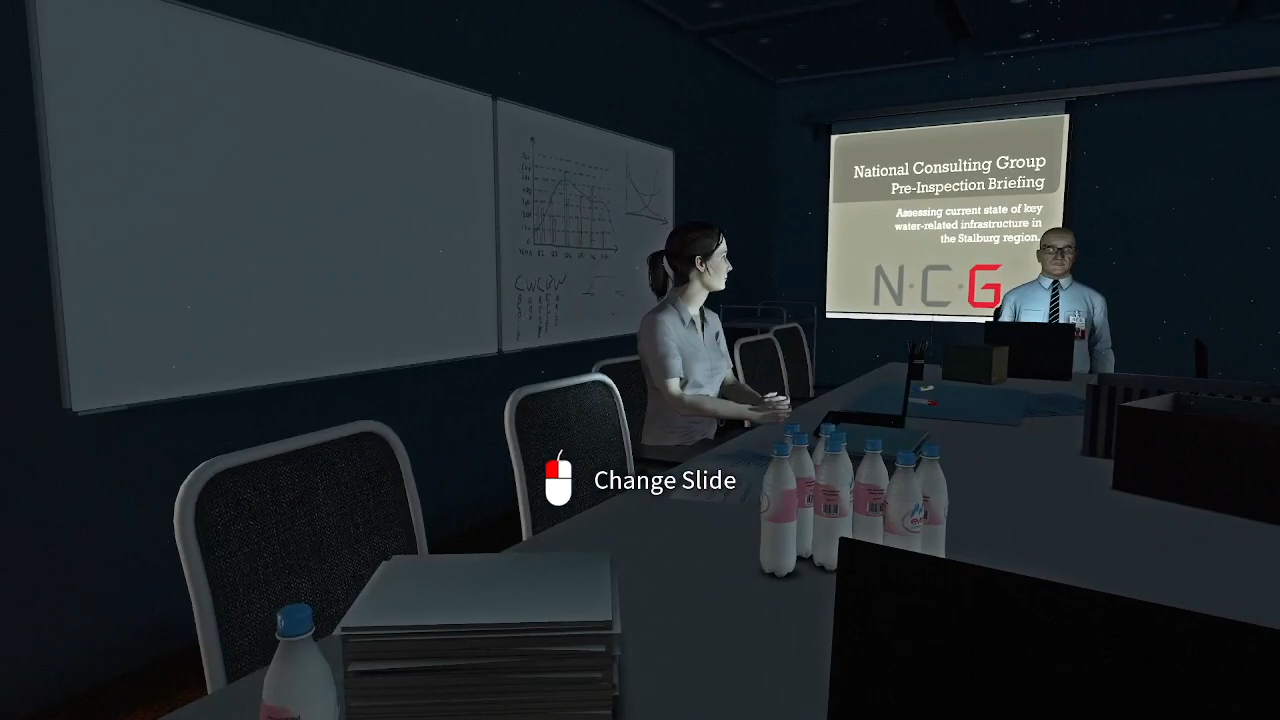 National Consulting Group
Pre-Inspection Briefing
Assessing current state of key
water-related infrastructure in
the Stalburg region.
N·C·G
Change Slide